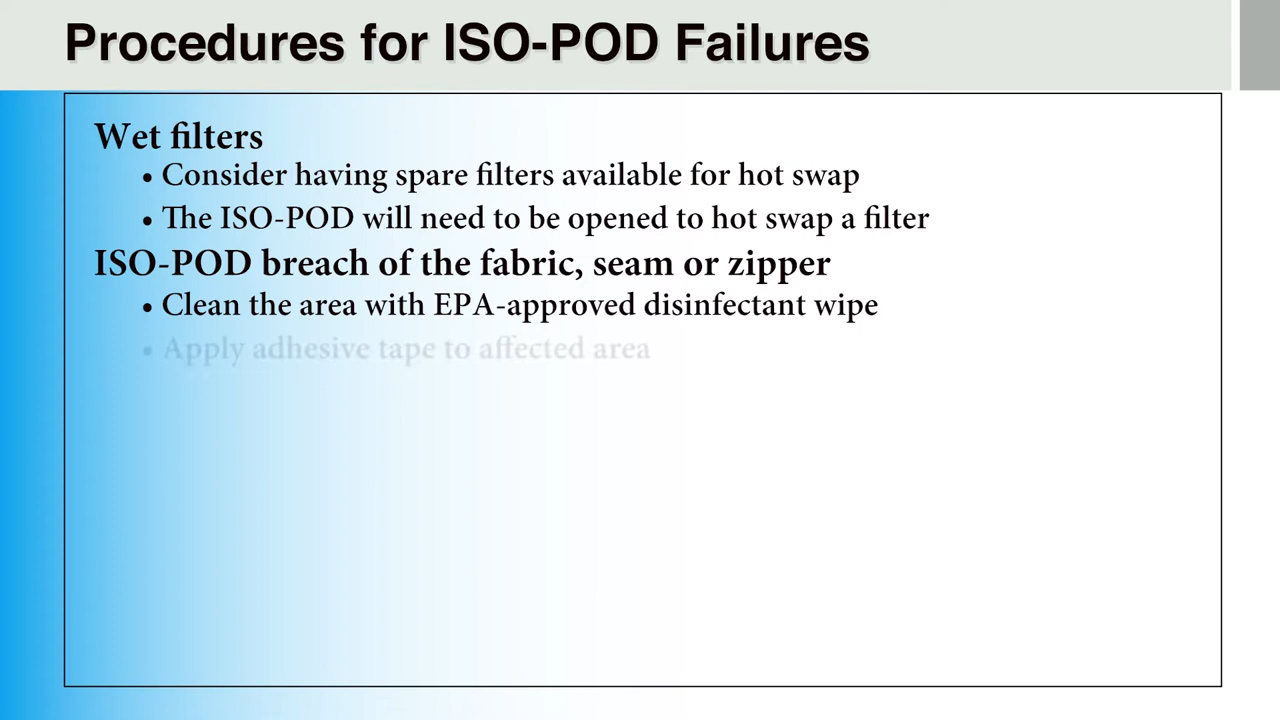 Procedures for ISO-POD Failures
Wet filters
• Consider having spare filters available for hot swap
• The ISO-POD will need to be opened to hot swap a filter
ISO-POD breach of the fabric, seam or zipper
• Clean the area with EPA-approved disinfectant wipe
• Apply adhesive tape to affected area